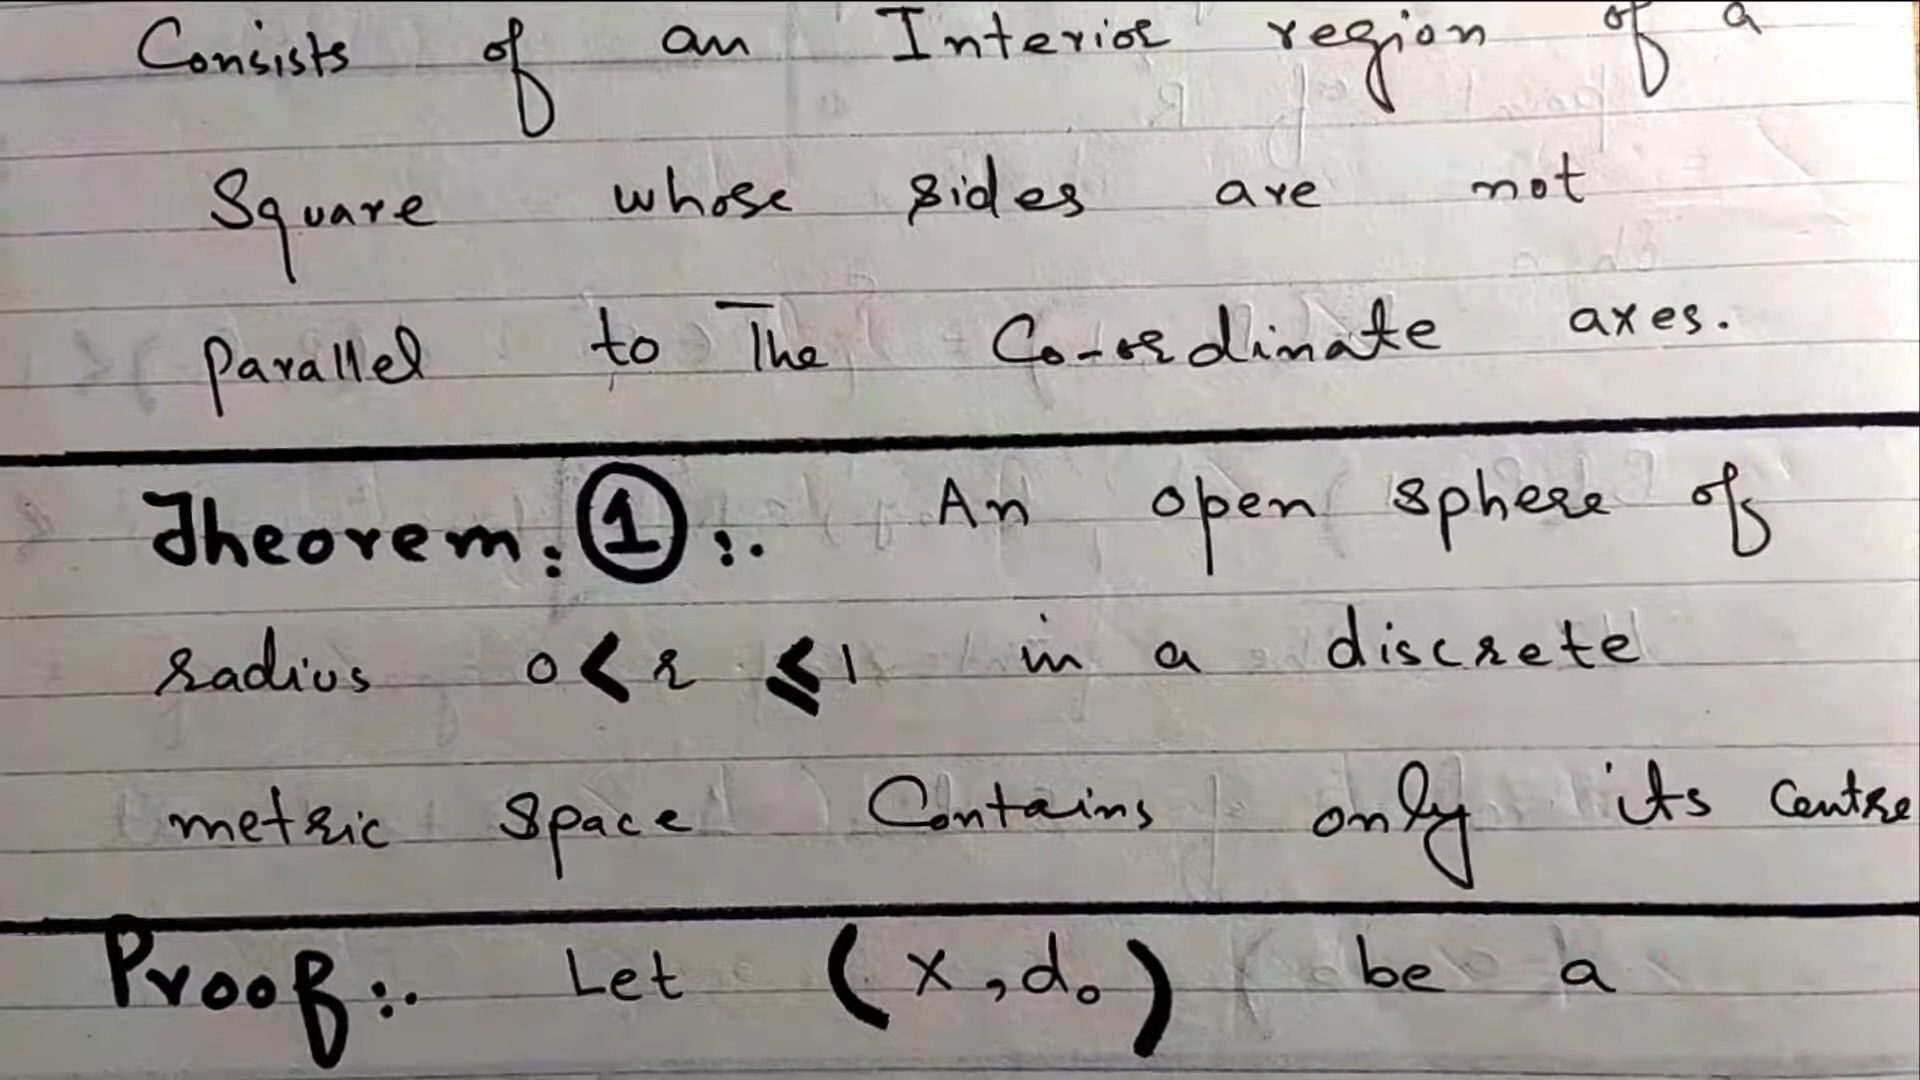 Consists of an Interior region of a
Square whose sides are not
parallel to The Co-ordinate axes.
Theorem: ① :. An open sphere of
radius 0 < r ⩽ 1 in a discrete
metric space Contains only its centre
Proof:. Let (X, d₀) be a